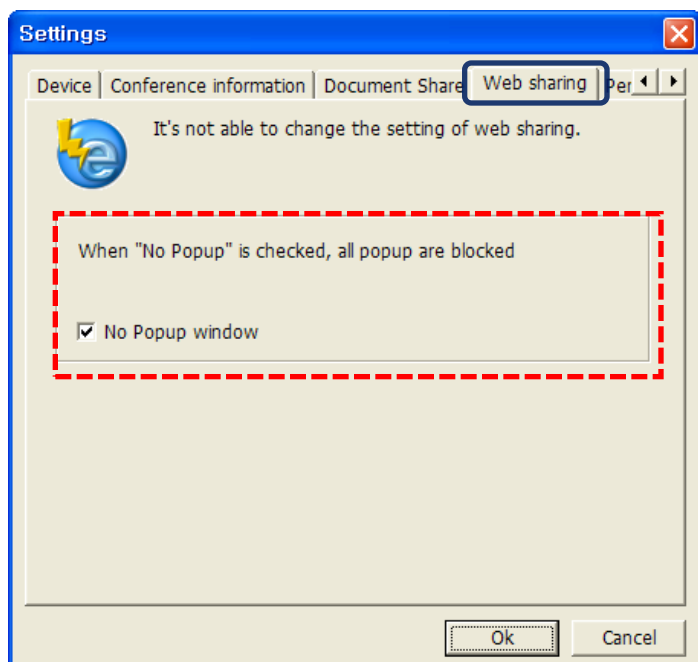 Settings
Device Conference information Document Share Web sharing Per
It's not able to change the setting of web sharing.
When "No Popup" is checked, all popup are blocked
No Popup window
Ok Cancel